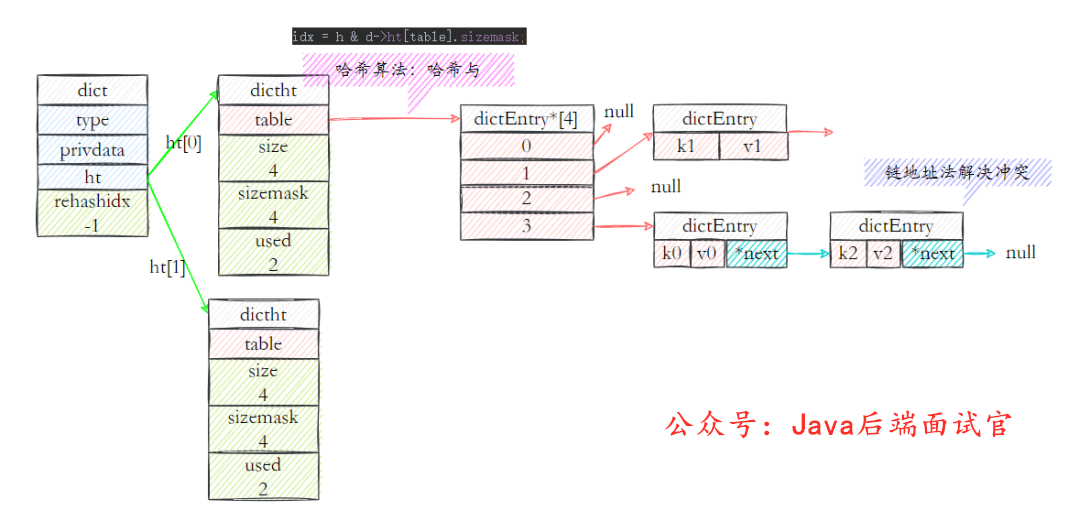 idx = h & d->ht[table].sizemask;
哈希算法：哈希与
dict
type
privdata
ht
rehashidx
-1
ht[0]
ht[1]
dictht
table
size
4
sizemask
4
used
2
dictht
table
size
4
sizemask
4
used
2
dictEntry*[4]
0
1
2
3
null
null
dictEntry
k1 v1
链地址法解决冲突
dictEntry
k0 v0 *next
dictEntry
k2 v2 *next
null
公众号：Java后端面试官